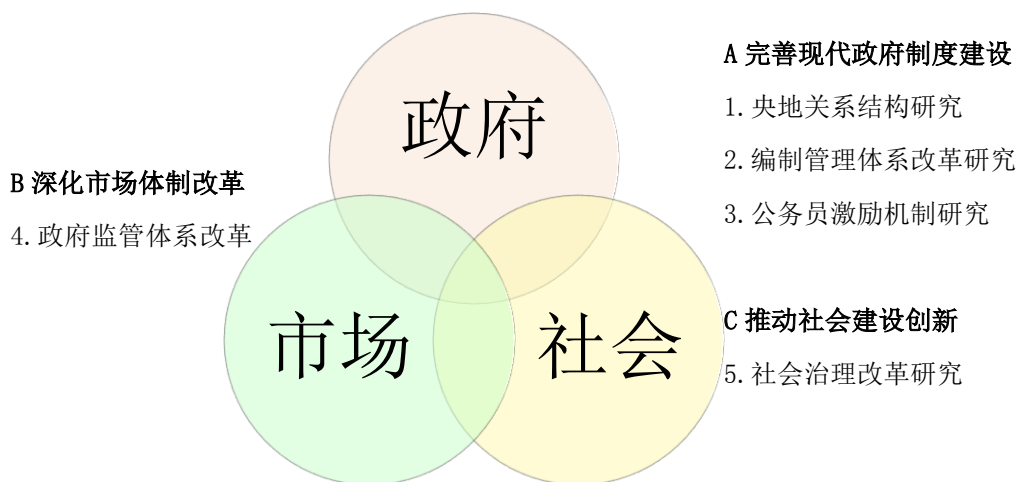 政府
A 完善现代政府制度建设
1.央地关系结构研究
2.编制管理体系改革研究
3.公务员激励机制研究
B 深化市场体制改革
4.政府监管体系改革
市场
社会
C 推动社会建设创新
5.社会治理改革研究